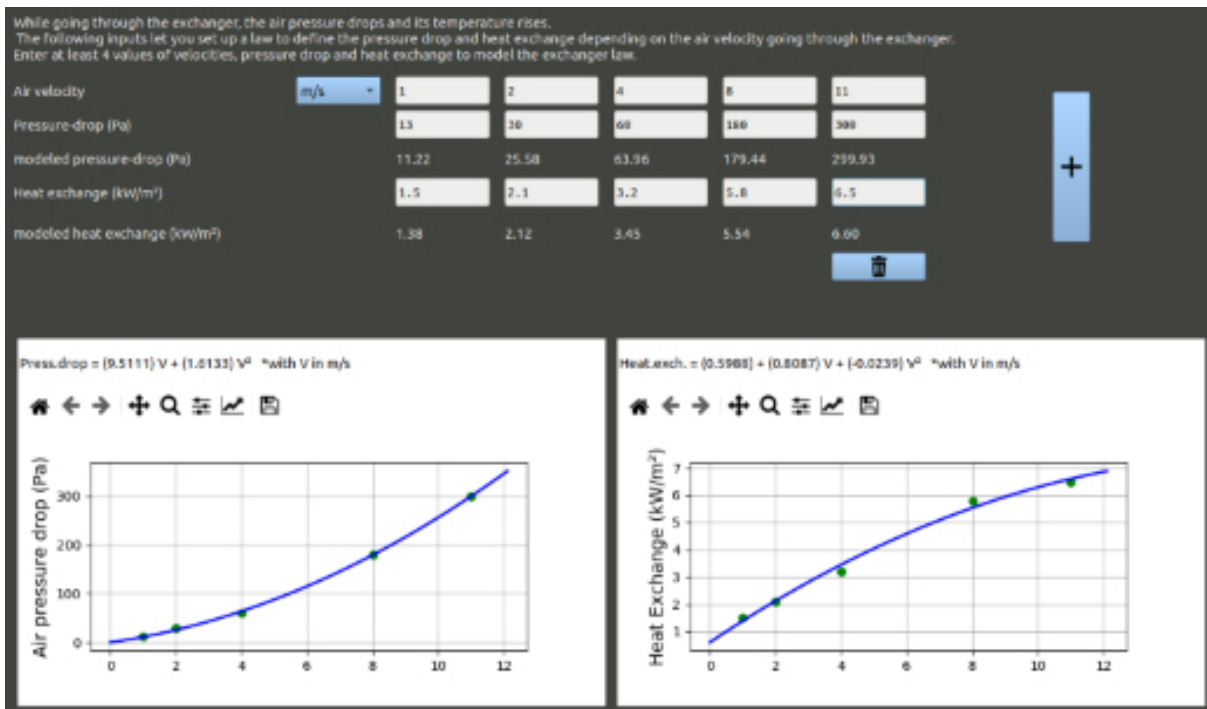 While going through the exchanger, the air pressure drops and its temperature rises.
The following inputs let you set up a law to define the pressure drop and heat exchange depending on the air velocity going through the exchanger.
Enter at least 4 values of velocities, pressure drop and heat exchange to model the exchanger law.
Air velocity m/s 1 2 4 8 11
Pressure-drop (Pa) 13 30 60 180 300
modeled pressure-drop (Pa) 11.22 25.58 63.96 179.44 299.93
+
Heat exchange (kW/m²) 1.5 2.1 3.2 5.8 6.5
modeled heat exchange (kW/m²) 1.38 2.12 3.45 5.54 6.60
Press.drop = (9.5111) V + (1.6133) V² *with V in m/s
Air pressure drop (Pa)
300
200
100
0
0 2 4 6 8 10 12
Heat.exch. = (0.5988) + (0.8087) V + (-0.0239) V² *with V in m/s
Heat Exchange (kW/m²)
7
6
5
4
3
2
1
0 2 4 6 8 10 12